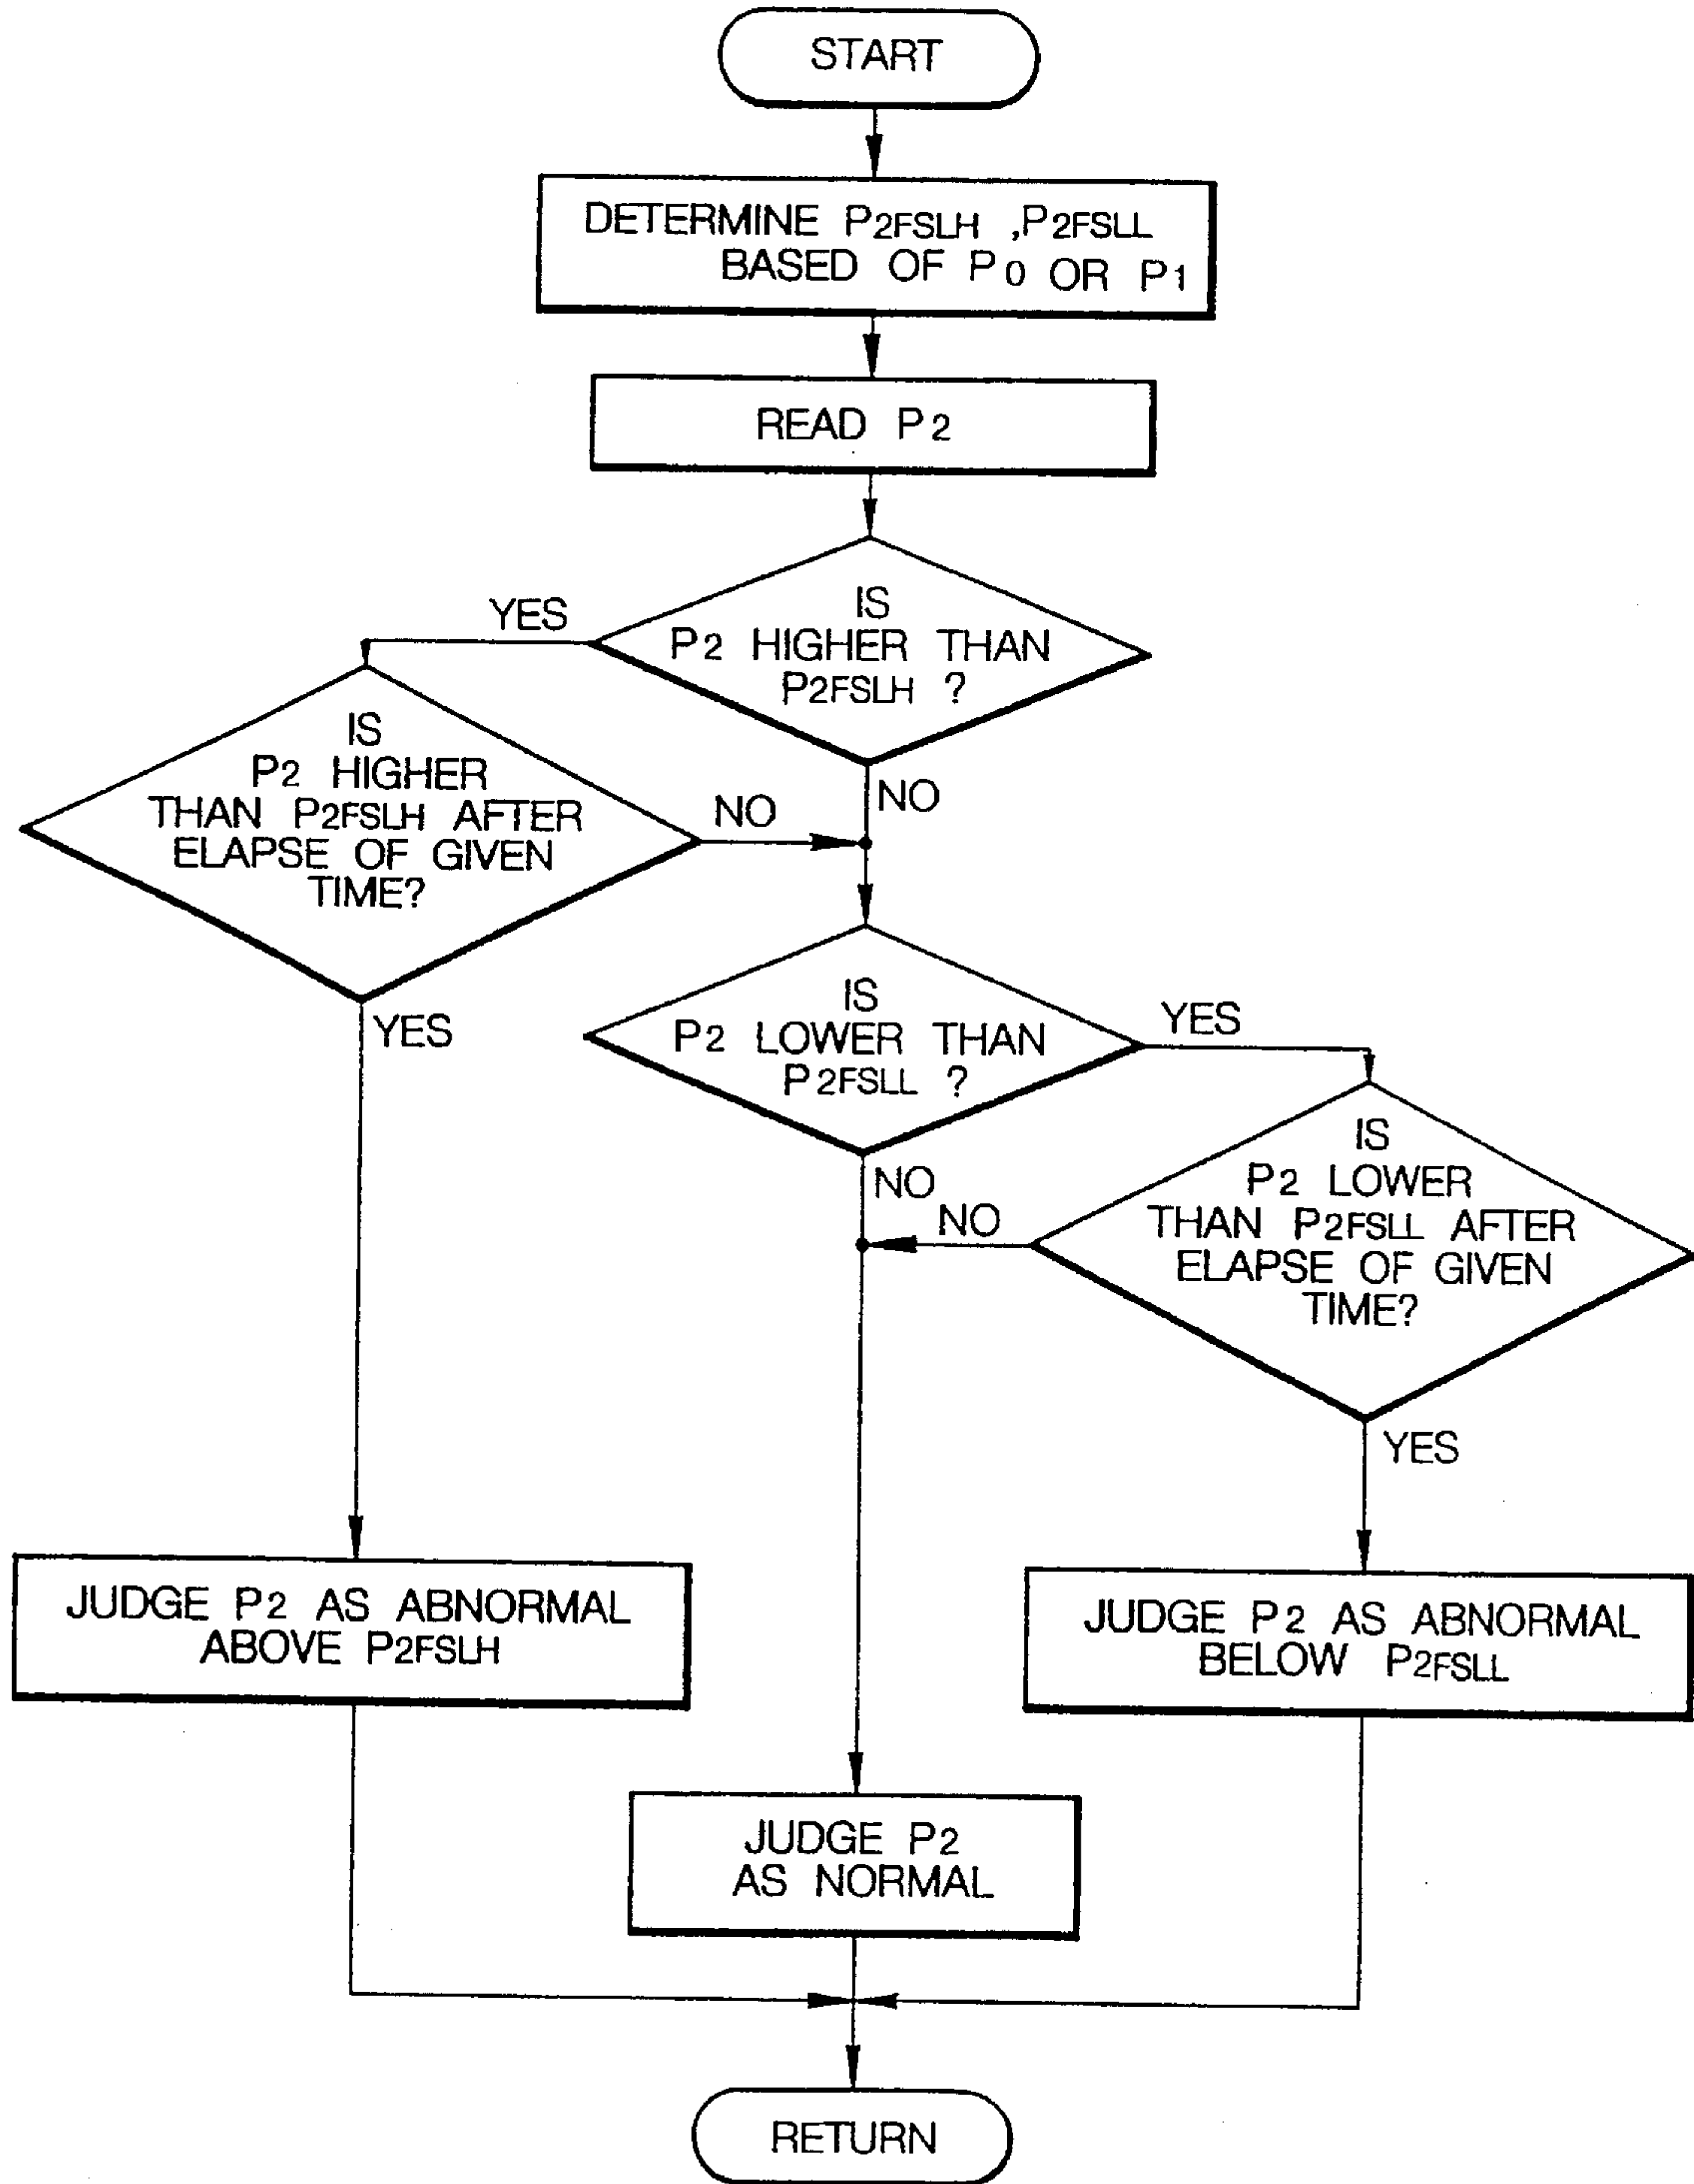 START
DETERMINE P2FSLH ,P2FSLL
BASED OF P0 OR P1
READ P2
IS
P2 HIGHER THAN
P2FSLH ?
YES
NO
IS
P2 HIGHER
THAN P2FSLH AFTER
ELAPSE OF GIVEN
TIME?
NO
YES
IS
P2 LOWER THAN
P2FSLL ?
YES
NO
IS
P2 LOWER
THAN P2FSLL AFTER
ELAPSE OF GIVEN
TIME?
NO
YES
JUDGE P2 AS ABNORMAL
ABOVE P2FSLH
JUDGE P2 AS ABNORMAL
BELOW P2FSLL
JUDGE P2
AS NORMAL
RETURN